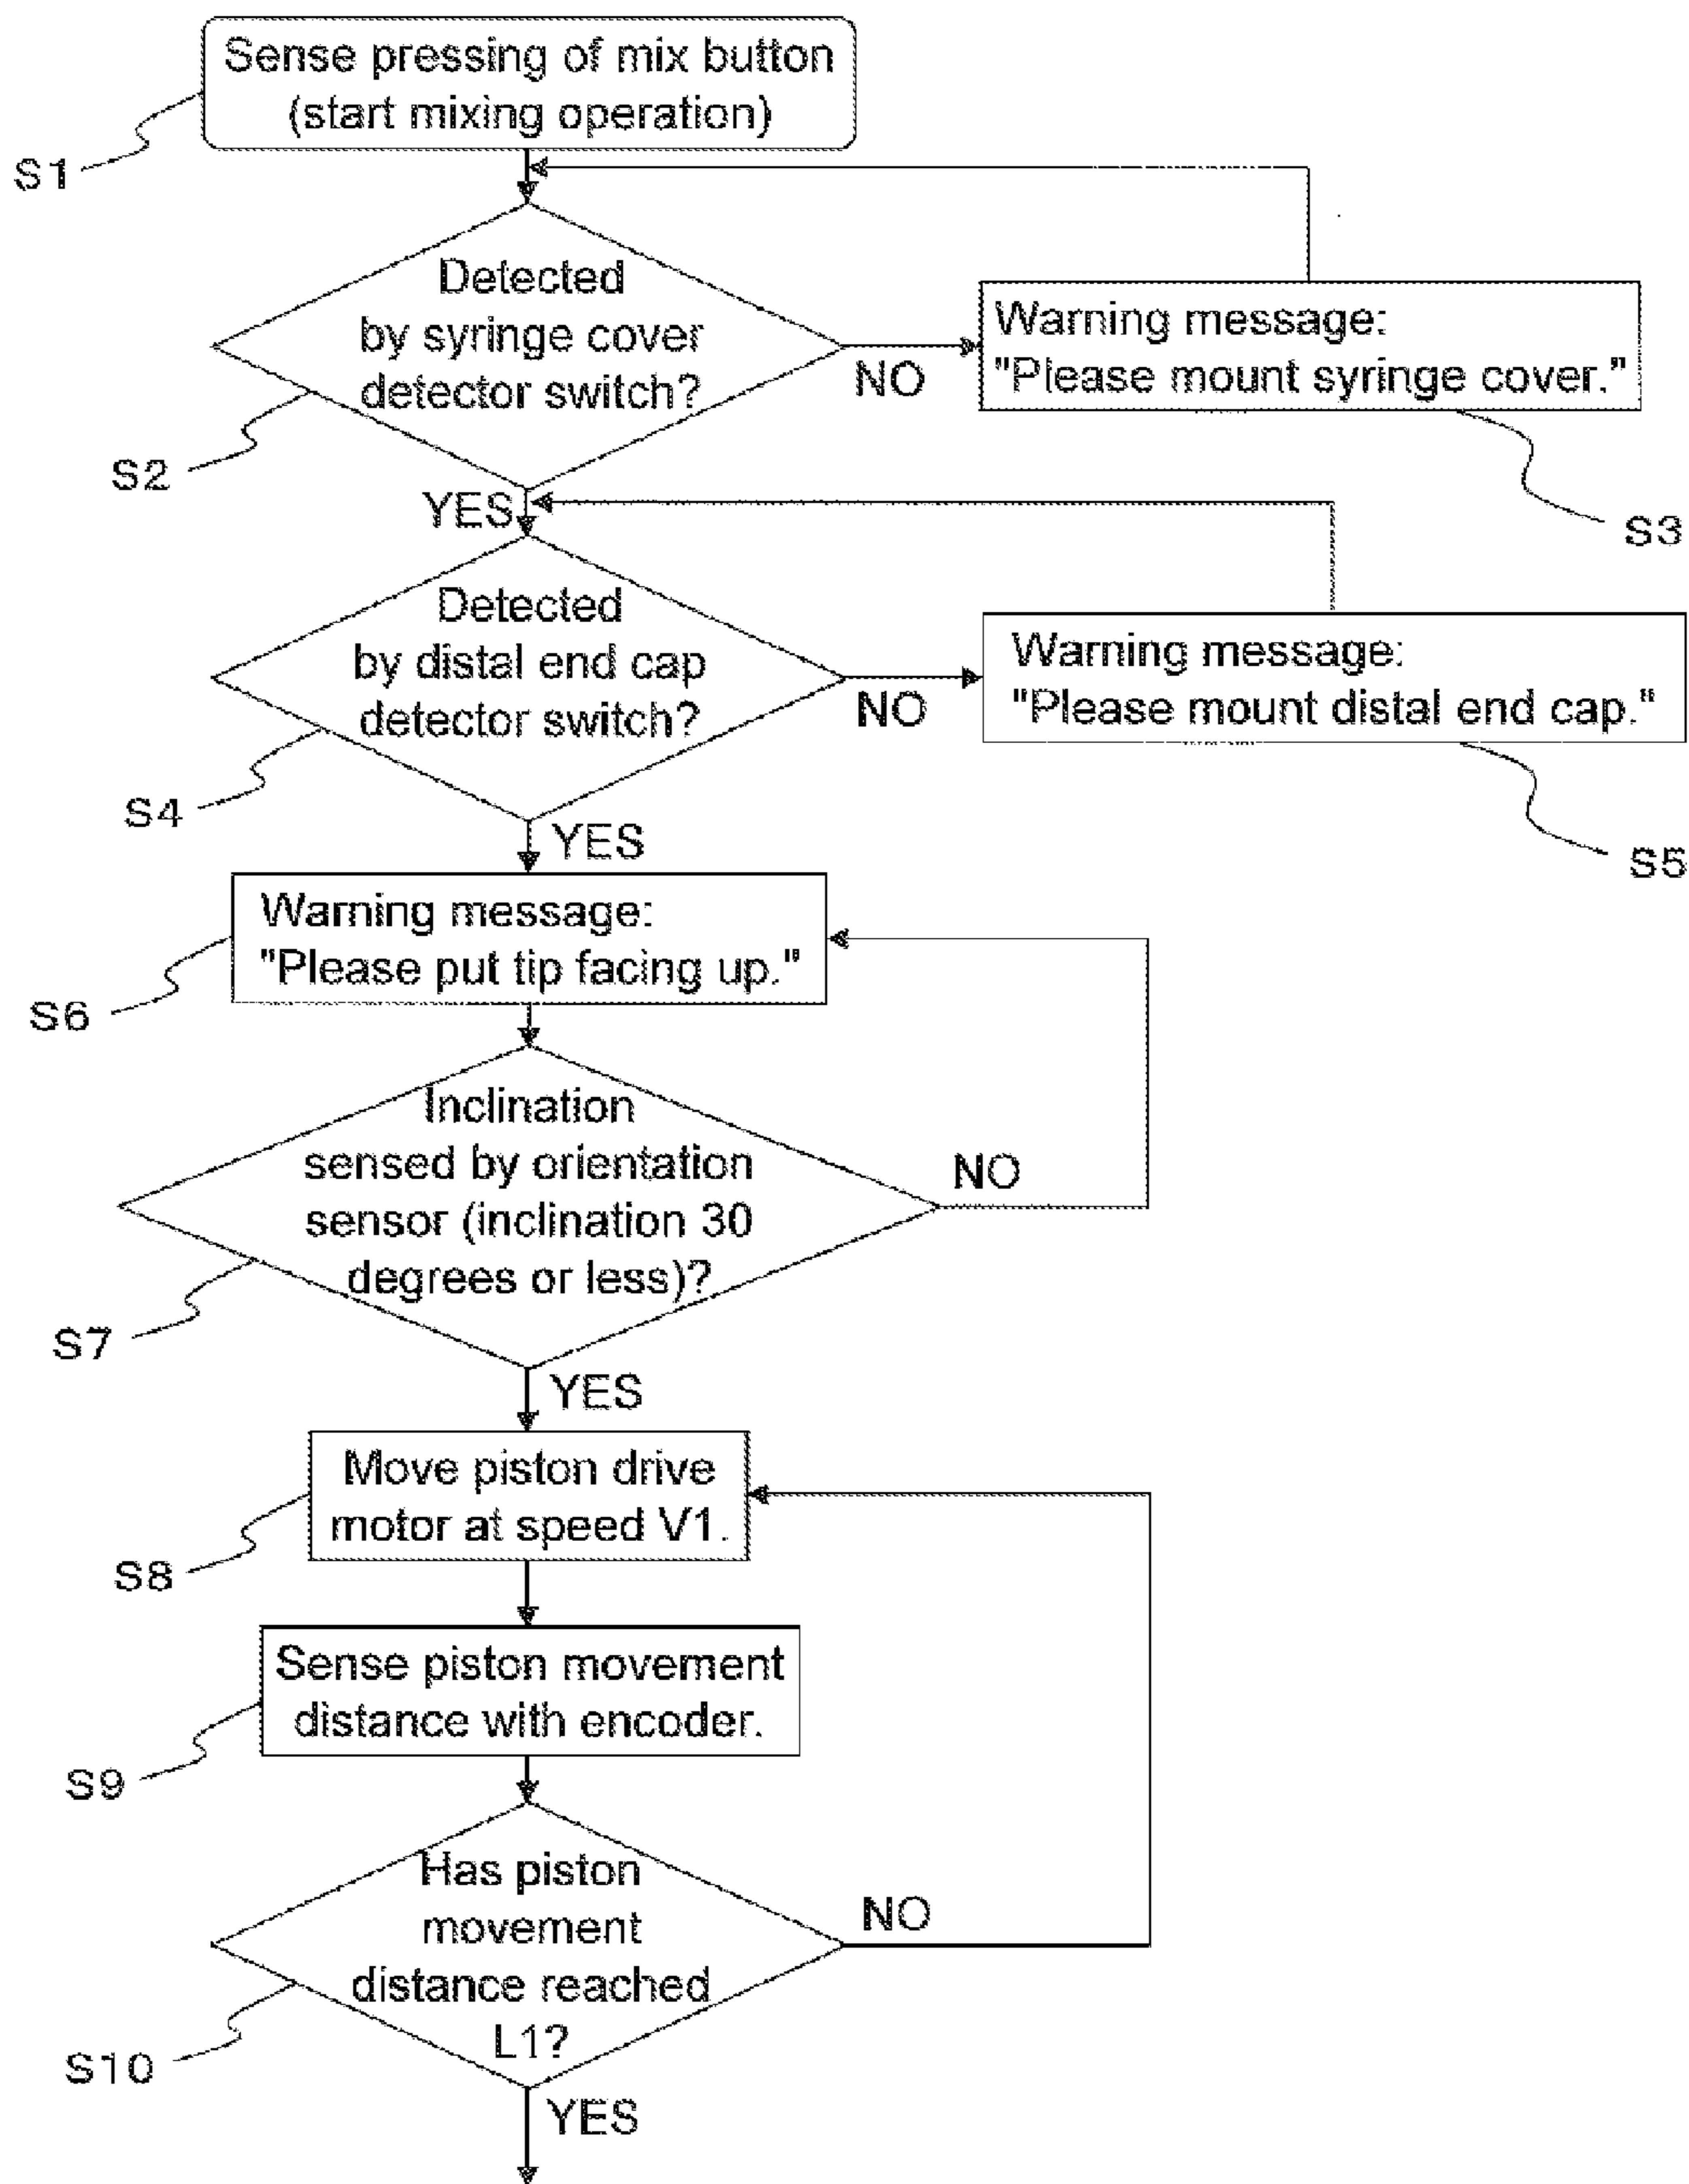 Sense pressing of mix button
(start mixing operation)
S1
Detected
by syringe cover
detector switch?
NO
Warning message:
"Please mount syringe cover."
S2
YES
S3
Detected
by distal end cap
detector switch?
NO
Warning message:
"Please mount distal end cap."
S4
YES
S5
Warning message:
"Please put tip facing up."
S6
Inclination
sensed by orientation
sensor (inclination 30
degrees or less)?
NO
S7
YES
Move piston drive
motor at speed V1.
S8
Sense piston movement
distance with encoder.
S9
Has piston
movement
distance reached
L1?
NO
S10
YES